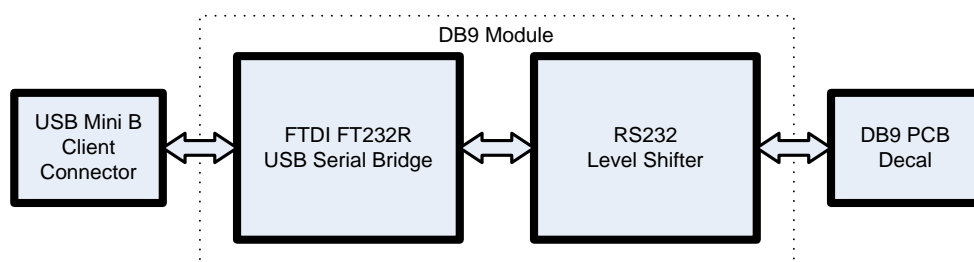 DB9 Module
USB Mini B
Client
Connector
FTDI FT232R
USB Serial Bridge
RS232
Level Shifter
DB9 PCB
Decal